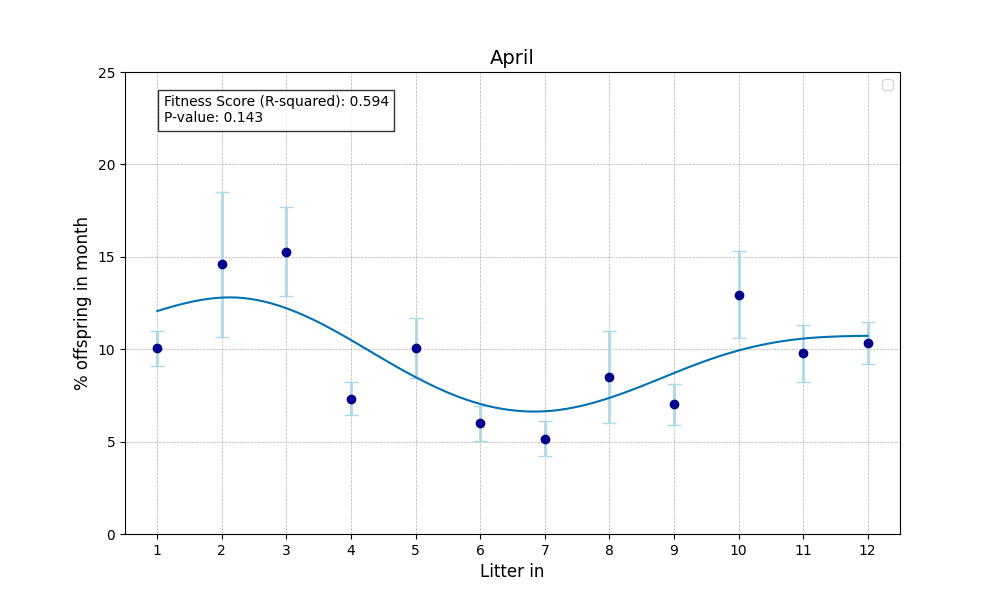 April
25
20
15
10
5
0
% offspring in month
Fitness Score (R-squared): 0.594
P-value: 0.143
1 2 3 4 5 6 7 8 9 10 11 12
Litter in